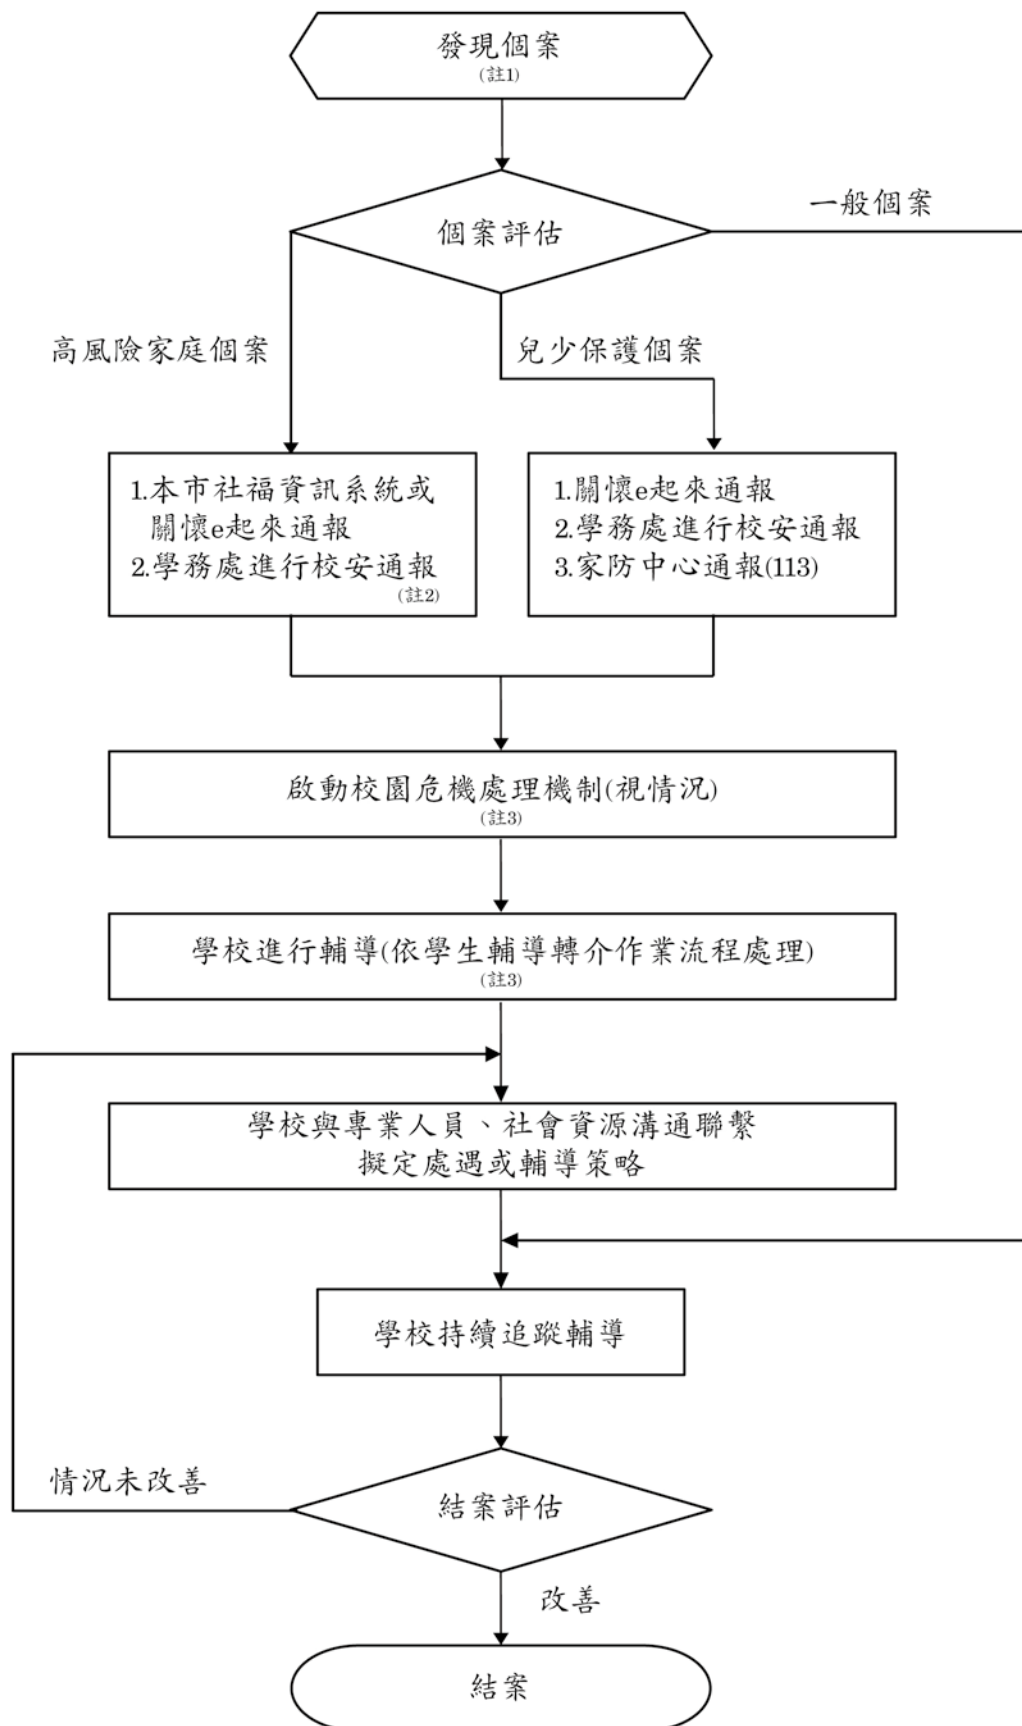 發現個案
(註1)
一般個案
個案評估
高風險家庭個案
兒少保護個案
1.本市社福資訊系統或
關懷e起來通報
2.學務處進行校安通報
(註2)
1.關懷e起來通報
2.學務處進行校安通報
3.家防中心通報(113)
啟動校園危機處理機制(視情況)
(註3)
學校進行輔導(依學生輔導轉介作業流程處理)
(註3)
學校與專業人員、社會資源溝通聯繫
擬定處遇或輔導策略
學校持續追蹤輔導
情況未改善
結案評估
改善
結案